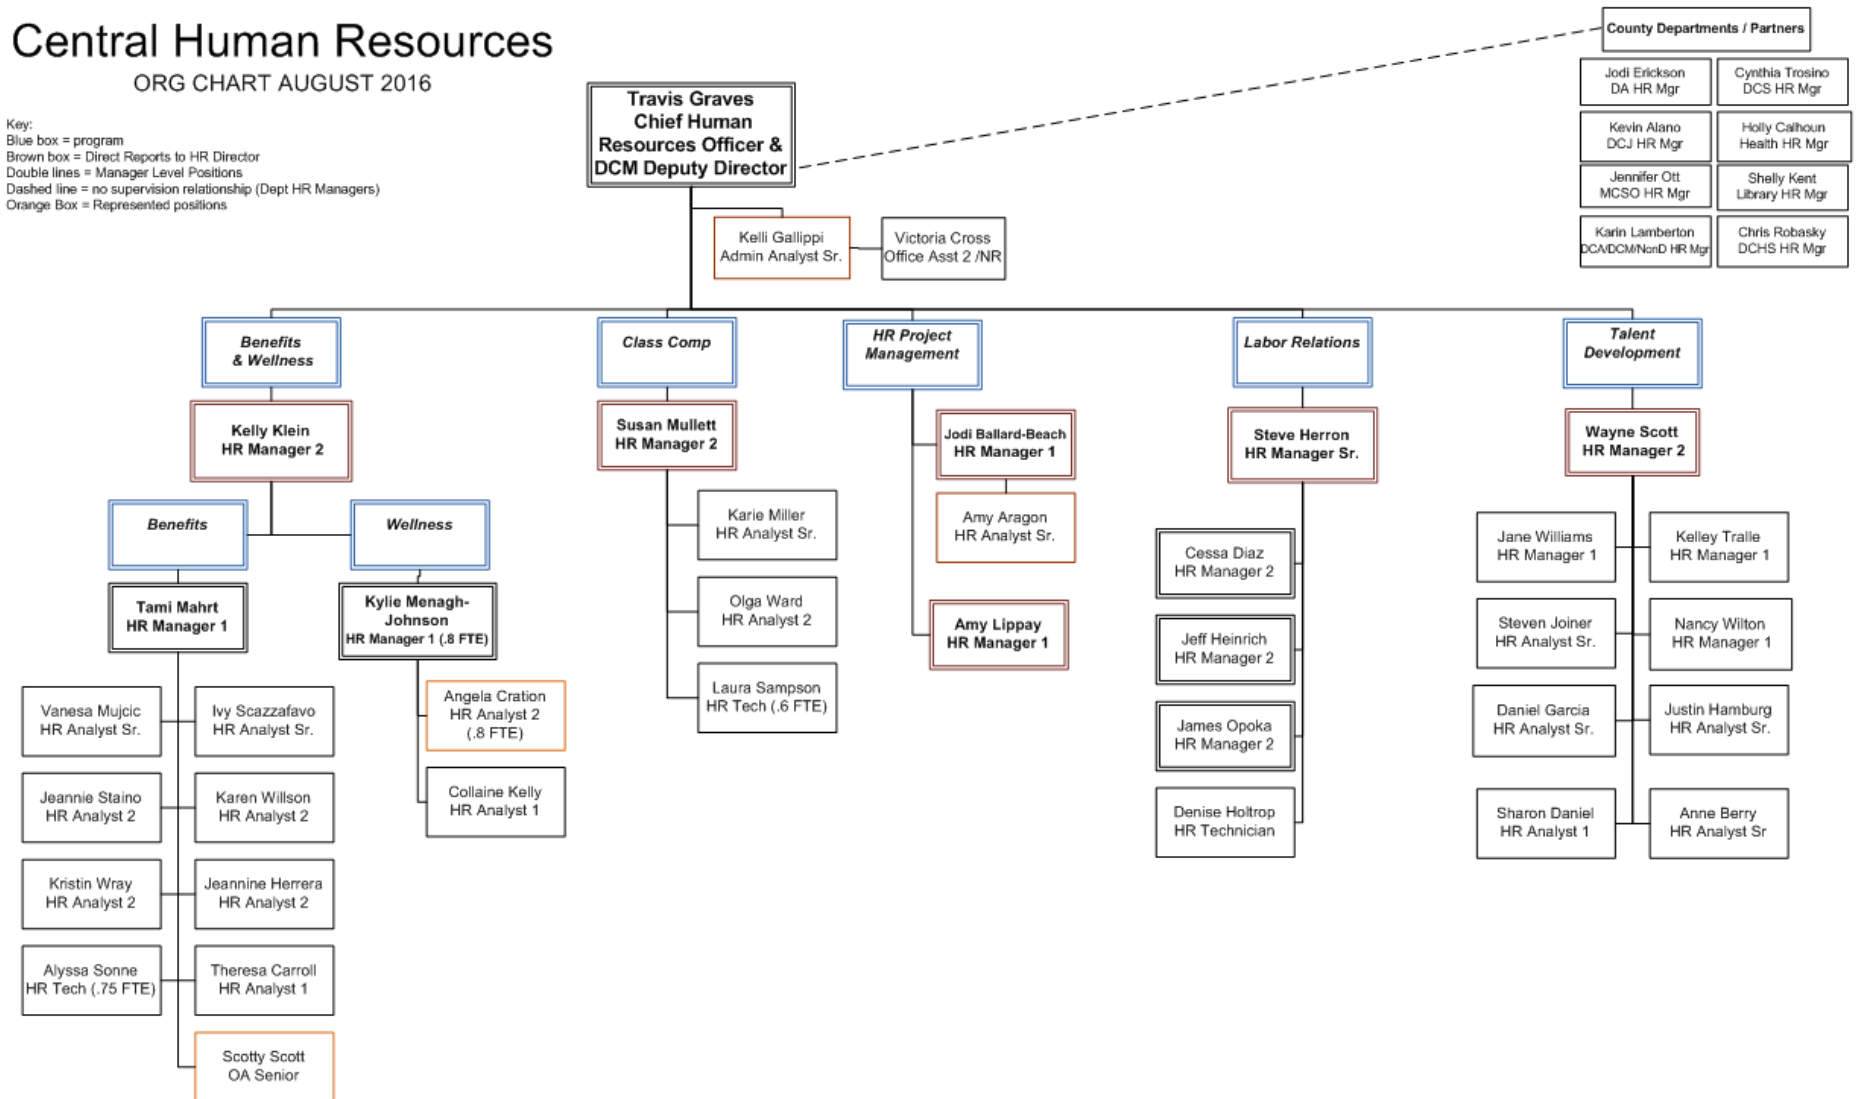 Central Human Resources
ORG CHART AUGUST 2016
Key:
Blue box = program
Brown box = Direct Reports to HR Director
Double lines = Manager Level Positions
Dashed line = no supervision relationship (Dept HR Managers)
Orange Box = Represented positions
County Departments / Partners
Jodi Erickson
DA HR Mgr
Cynthia Trosino
DCS HR Mgr
Kevin Alano
DCJ HR Mgr
Holly Calhoun
Health HR Mgr
Jennifer Ott
MCSO HR Mgr
Shelly Kent
Library HR Mgr
Karin Lamberton
DCA/DCM/NonD HR Mgr
Chris Robasky
DCHS HR Mgr
Travis Graves
Chief Human
Resources Officer &
DCM Deputy Director
Kelli Gallippi
Admin Analyst Sr.
Victoria Cross
Office Asst 2 /NR
Benefits
& Wellness
Kelly Klein
HR Manager 2
Benefits
Tami Mahrt
HR Manager 1
Vanesa Mujcic
HR Analyst Sr.
Ivy Scazzafavo
HR Analyst Sr.
Jeannie Staino
HR Analyst 2
Karen Willson
HR Analyst 2
Kristin Wray
HR Analyst 2
Jeannine Herrera
HR Analyst 2
Alyssa Sonne
HR Tech (.75 FTE)
Theresa Carroll
HR Analyst 1
Scotty Scott
OA Senior
Wellness
Kylie Menagh-
Johnson
HR Manager 1 (.8 FTE)
Angela Cration
HR Analyst 2
(.8 FTE)
Collaine Kelly
HR Analyst 1
Class Comp
Susan Mullett
HR Manager 2
Karie Miller
HR Analyst Sr.
Olga Ward
HR Analyst 2
Laura Sampson
HR Tech (.6 FTE)
HR Project
Management
Jodi Ballard-Beach
HR Manager 1
Amy Aragon
HR Analyst Sr.
Amy Lippay
HR Manager 1
Labor Relations
Steve Herron
HR Manager Sr.
Cessa Diaz
HR Manager 2
Jeff Heinrich
HR Manager 2
James Opoka
HR Manager 2
Denise Holtrop
HR Technician
Talent
Development
Wayne Scott
HR Manager 2
Jane Williams
HR Manager 1
Kelley Tralle
HR Manager 1
Steven Joiner
HR Analyst Sr.
Nancy Wilton
HR Manager 1
Daniel Garcia
HR Analyst Sr.
Justin Hamburg
HR Analyst Sr.
Sharon Daniel
HR Analyst 1
Anne Berry
HR Analyst Sr